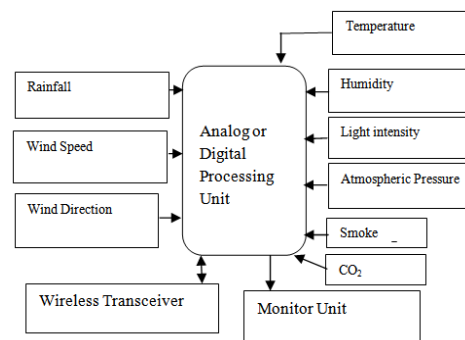 Temperature
Rainfall
Humidity
Analog or
Digital
Processing
Unit
Light intensity
Wind Speed
Atmospheric Pressure
Wind Direction
Smoke _
CO₂
Wireless Transceiver
Monitor Unit